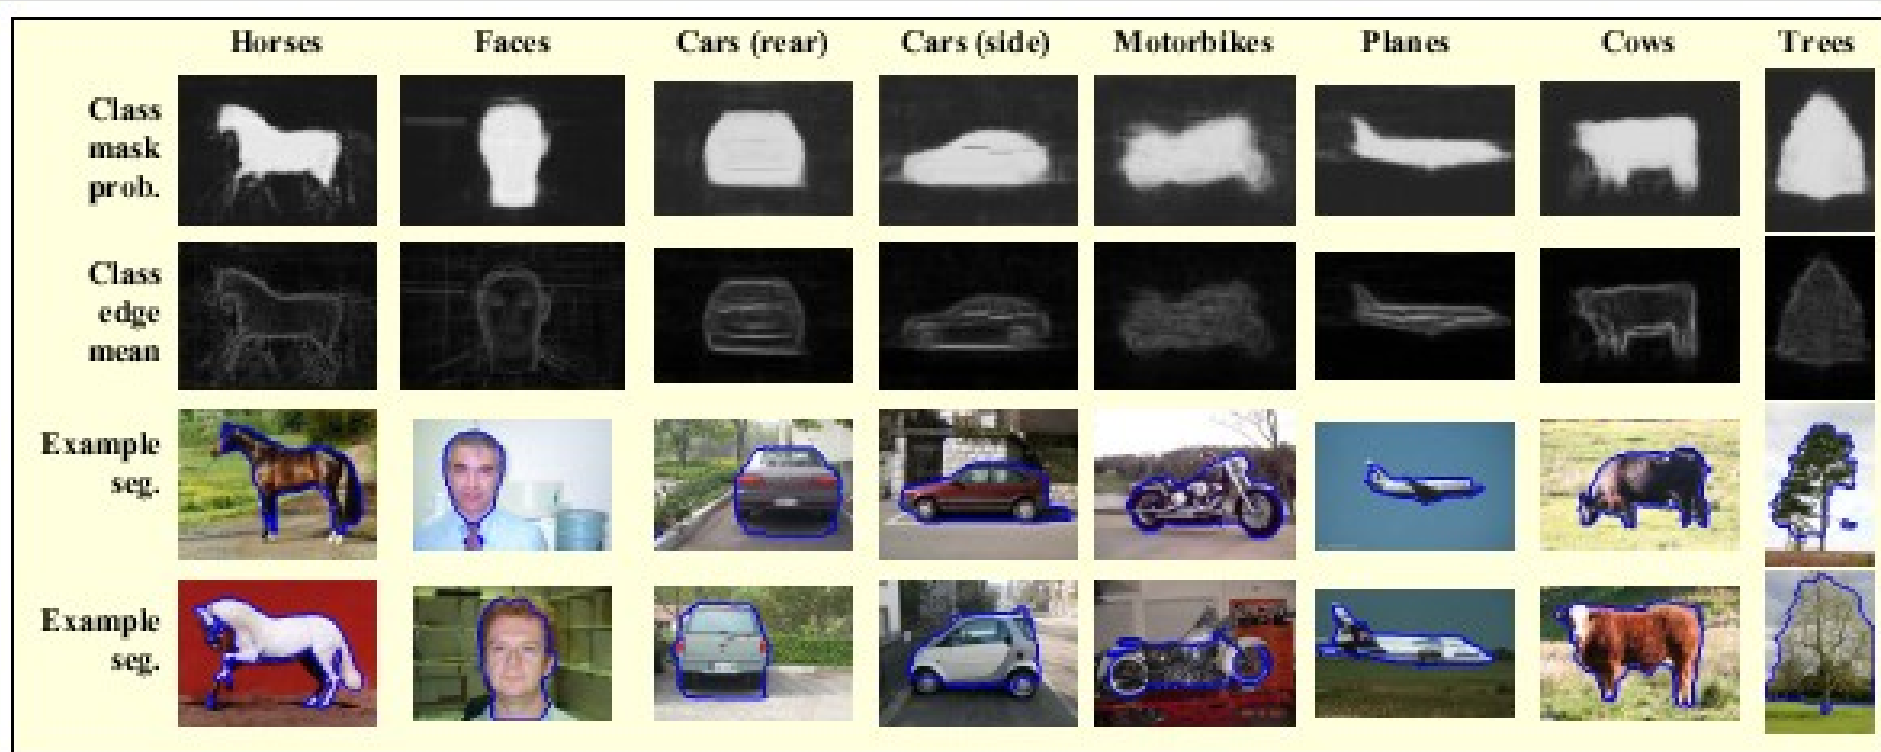 Horses Faces Cars (rear) Cars (side) Motorbikes Planes Cows Trees
Class
mask
prob.
Class
edge
mean
Example
seg.
Example
seg.